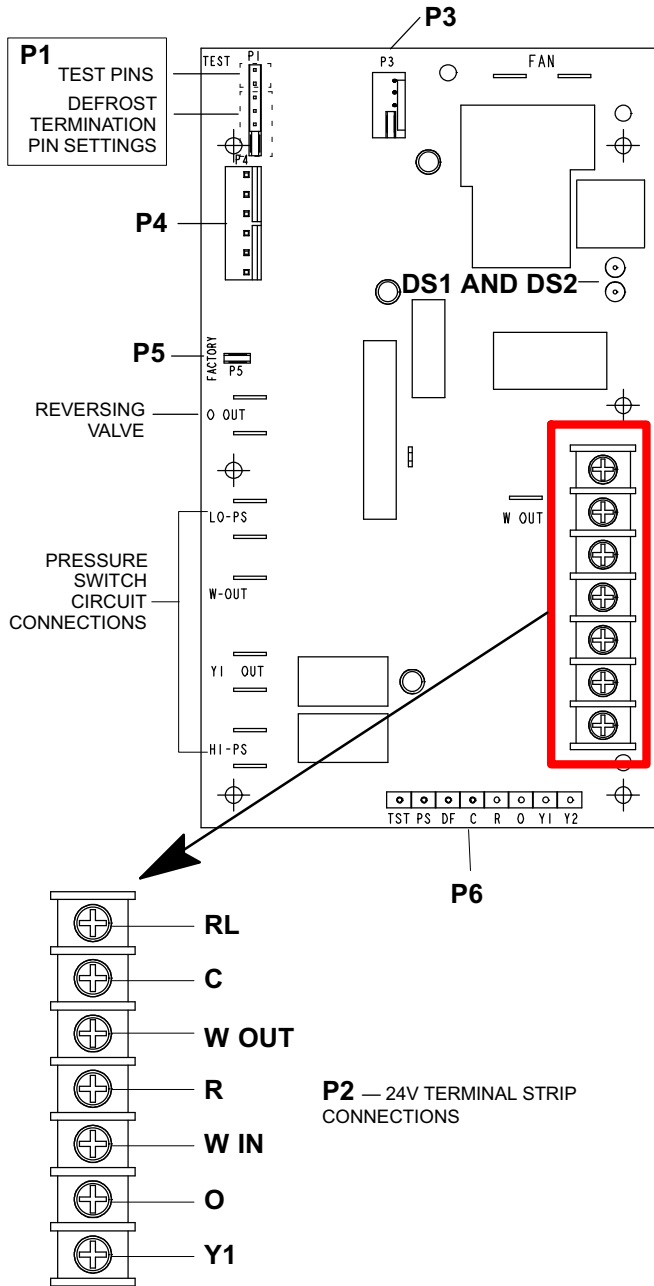 P3
P1
TEST PINS
DEFROST
TERMINATION
PIN SETTINGS
TEST
P1
P3
FAN
P4
P4
DS1 AND DS2
P5
FACTORY
P5
REVERSING
VALVE
O OUT
LO-PS
W OUT
PRESSURE
SWITCH
CIRCUIT
CONNECTIONS
W-OUT
Y1 OUT
HI-PS
TST PS DF C R O Y1 Y2
P6
RL
C
W OUT
R
W IN
O
Y1
P2 — 24V TERMINAL STRIP
CONNECTIONS